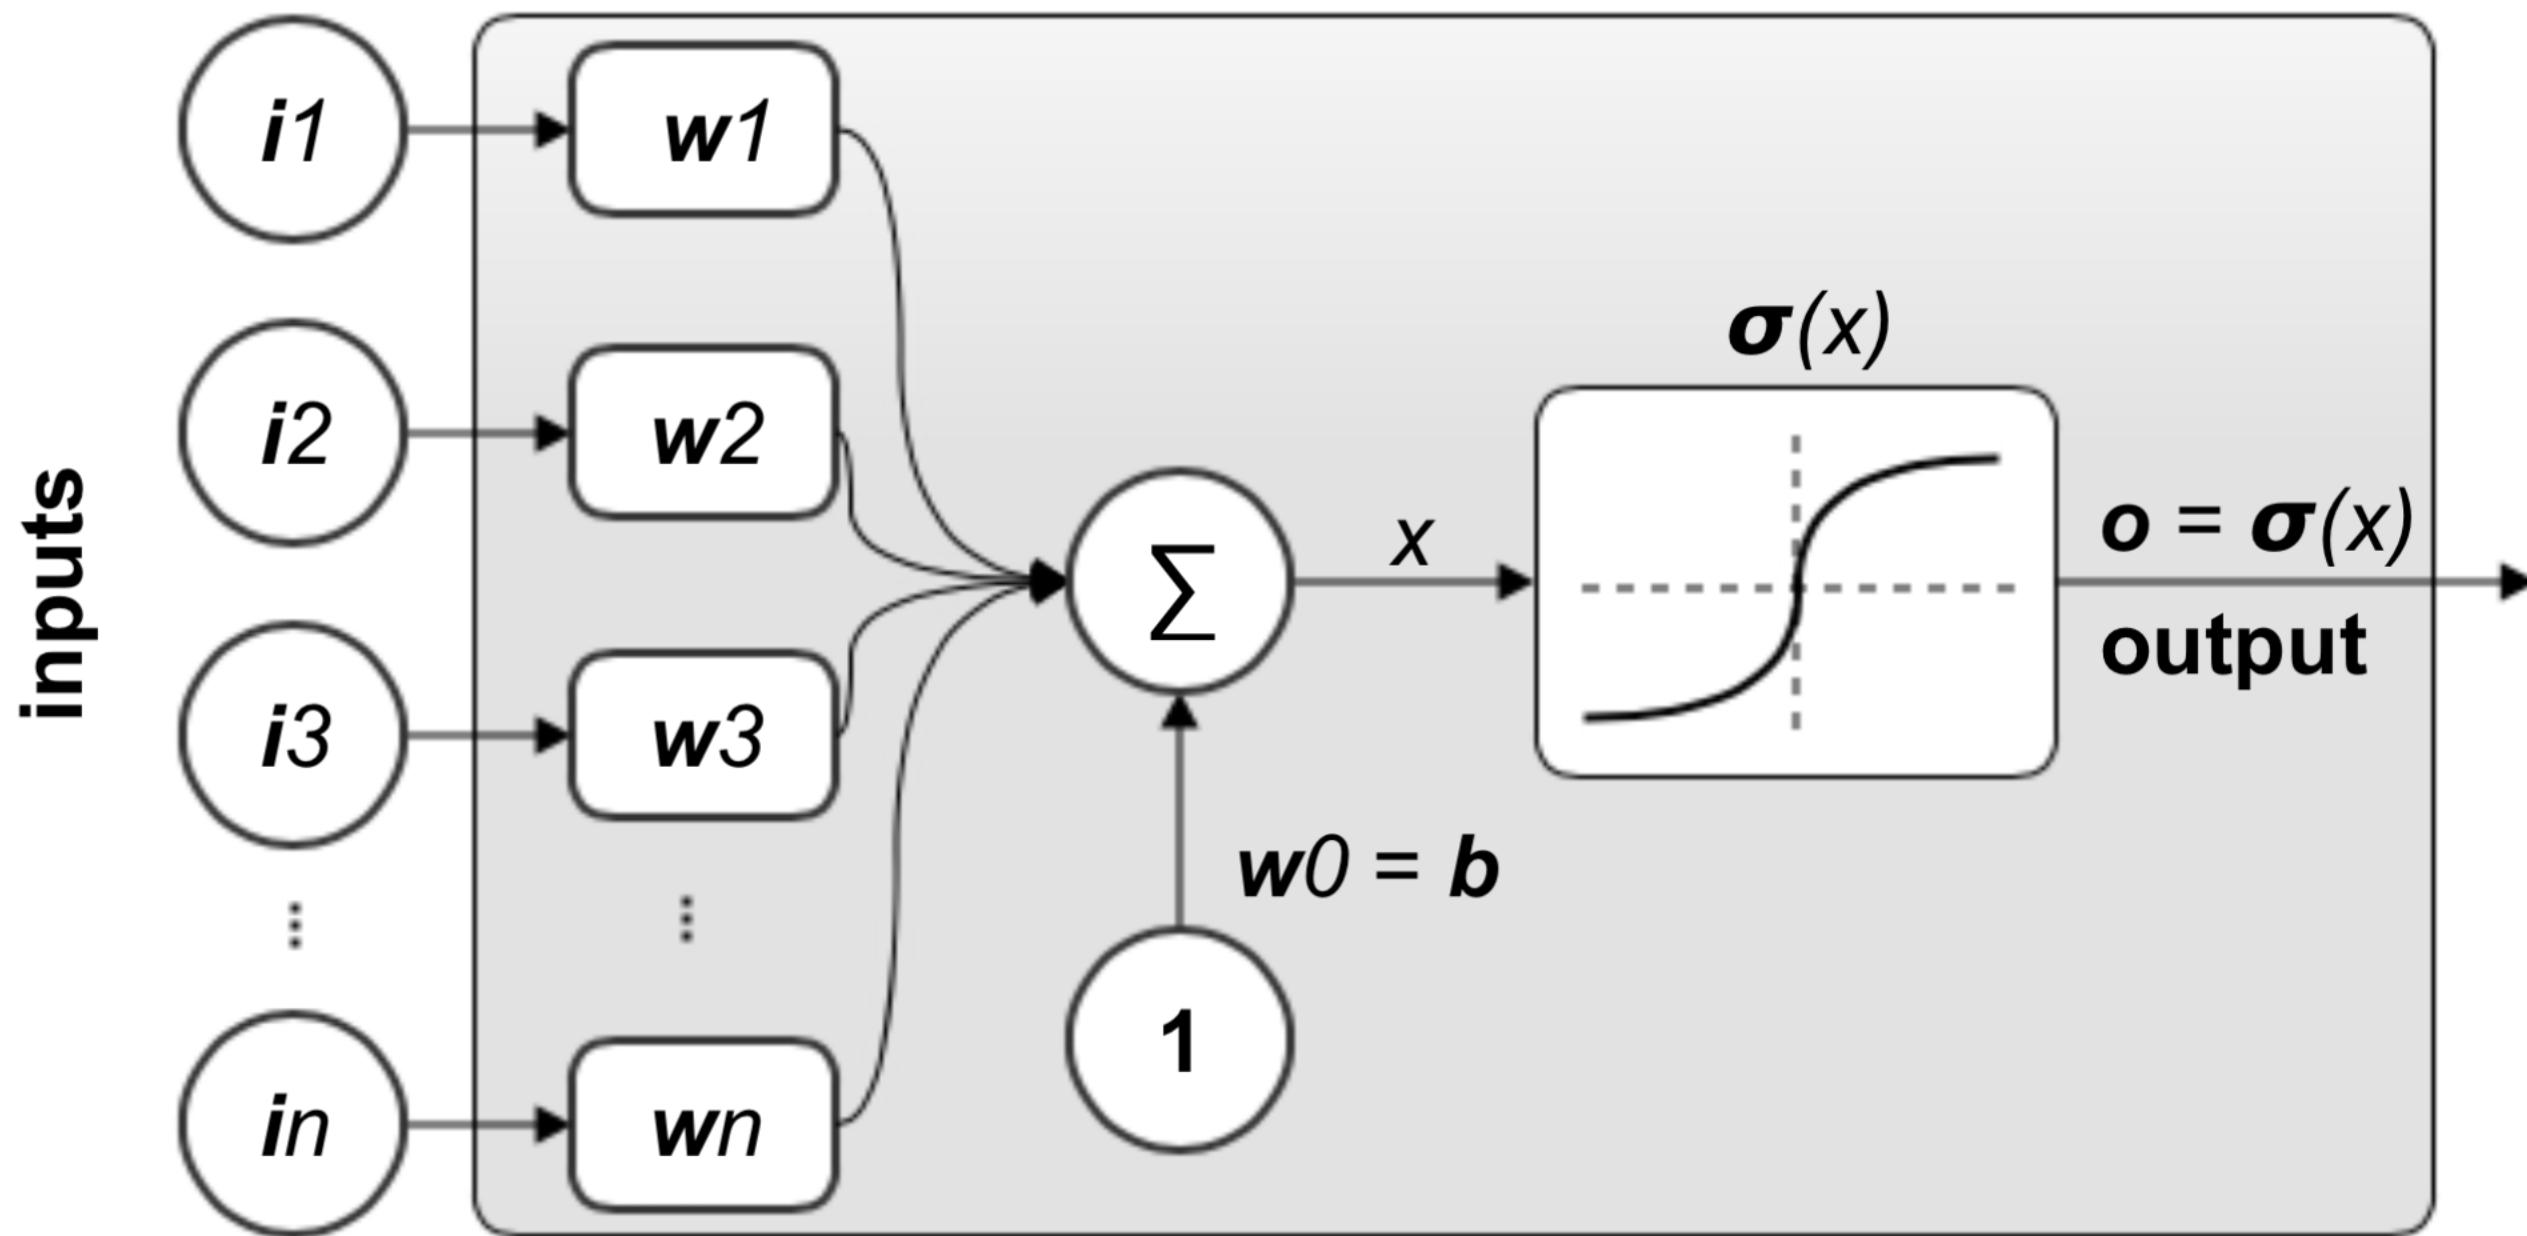 inputs
i1
i2
i3
⋮
in
w1
w2
w3
⋮
wn
∑
w0 = b
1
x
σ(x)
o = σ(x)
output